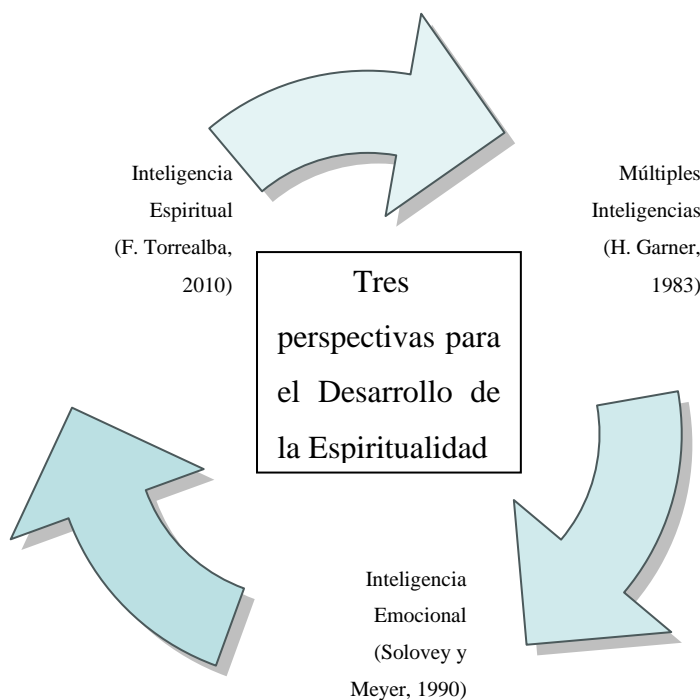 Inteligencia
Espiritual
(F. Torrealba,
2010)
Múltiples
Inteligencias
(H. Garner,
1983)
Tres
perspectivas para
el Desarrollo de
la Espiritualidad
Inteligencia
Emocional
(Solovey y
Meyer, 1990)